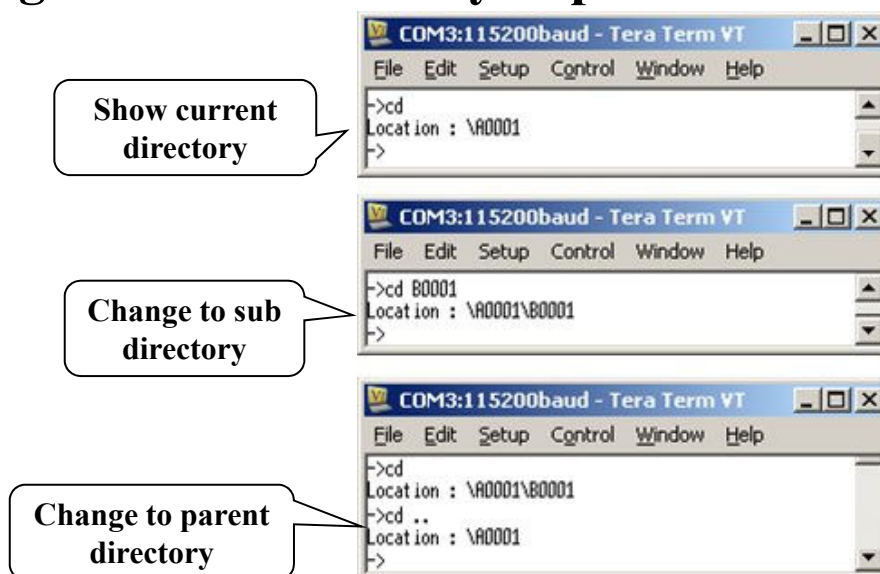 COM3:115200baud - Tera Term VT
File Edit Setup Control Window Help
Show current
directory
->cd
Location : \A0001
->
COM3:115200baud - Tera Term VT
File Edit Setup Control Window Help
Change to sub
directory
->cd B0001
Location : \A0001\B0001
->
COM3:115200baud - Tera Term VT
File Edit Setup Control Window Help
Change to parent
directory
->cd
Location : \A0001\B0001
->cd ..
Location : \A0001
->